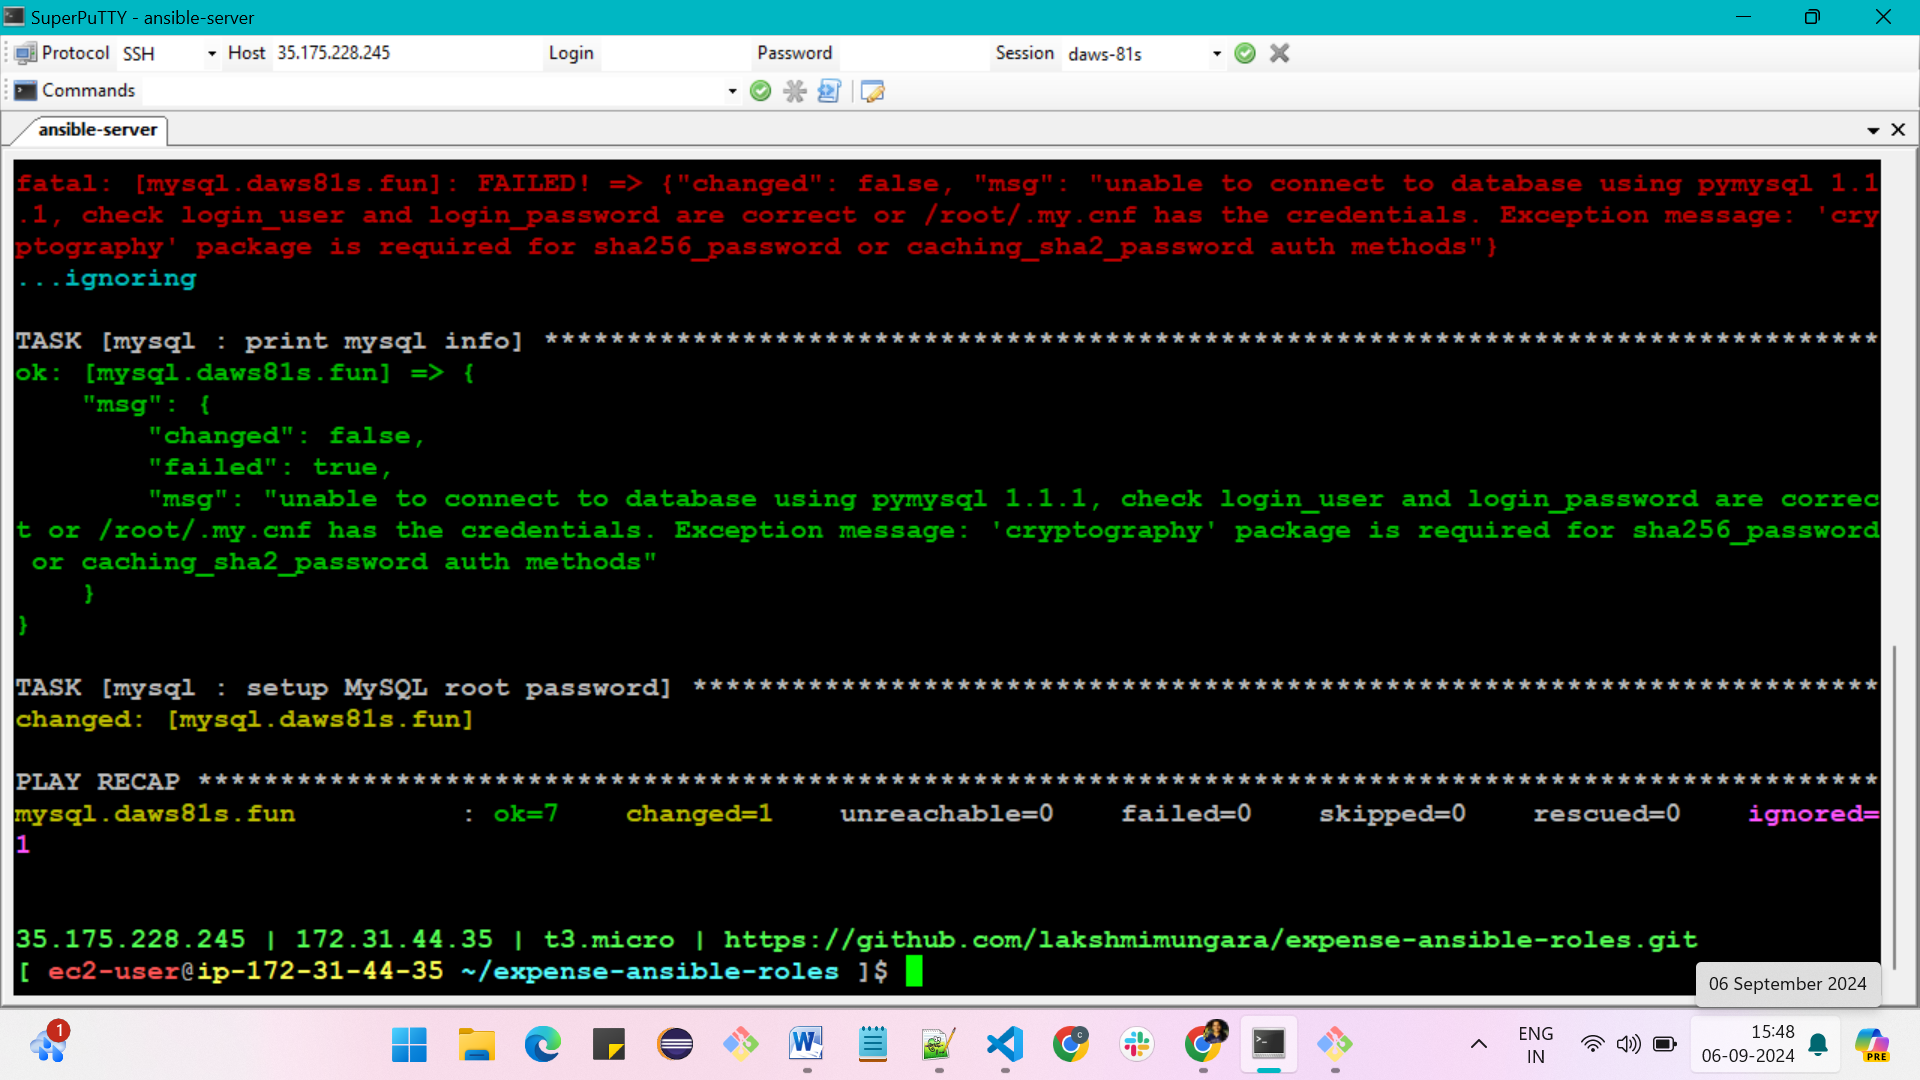 SuperPuTTY - ansible-server
Protocol SSH Host 35.175.228.245 Login Password Session daws-81s
Commands
ansible-server
fatal: [mysql.daws81s.fun]: FAILED! => {"changed": false, "msg": "unable to connect to database using pymysql 1.1
.1, check login_user and login_password are correct or /root/.my.cnf has the credentials. Exception message: 'cry
ptography' package is required for sha256_password or caching_sha2_password auth methods"}
...ignoring
TASK [mysql : print mysql info] *********************************************************************************
ok: [mysql.daws81s.fun] => {
"msg": {
"changed": false,
"failed": true,
"msg": "unable to connect to database using pymysql 1.1.1, check login_user and login_password are correc
t or /root/.my.cnf has the credentials. Exception message: 'cryptography' package is required for sha256_password
or caching_sha2_password auth methods"
}
}
TASK [mysql : setup MySQL root password] ************************************************************************
changed: [mysql.daws81s.fun]
PLAY RECAP ******************************************************************************************************
mysql.daws81s.fun : ok=7 changed=1 unreachable=0 failed=0 skipped=0 rescued=0 ignored=
1
35.175.228.245 | 172.31.44.35 | t3.micro | https://github.com/lakshmimungara/expense-ansible-roles.git
[ ec2-user@ip-172-31-44-35 ~/expense-ansible-roles ]$
06 September 2024
1
ENG
IN
15:48
06-09-2024
PRE